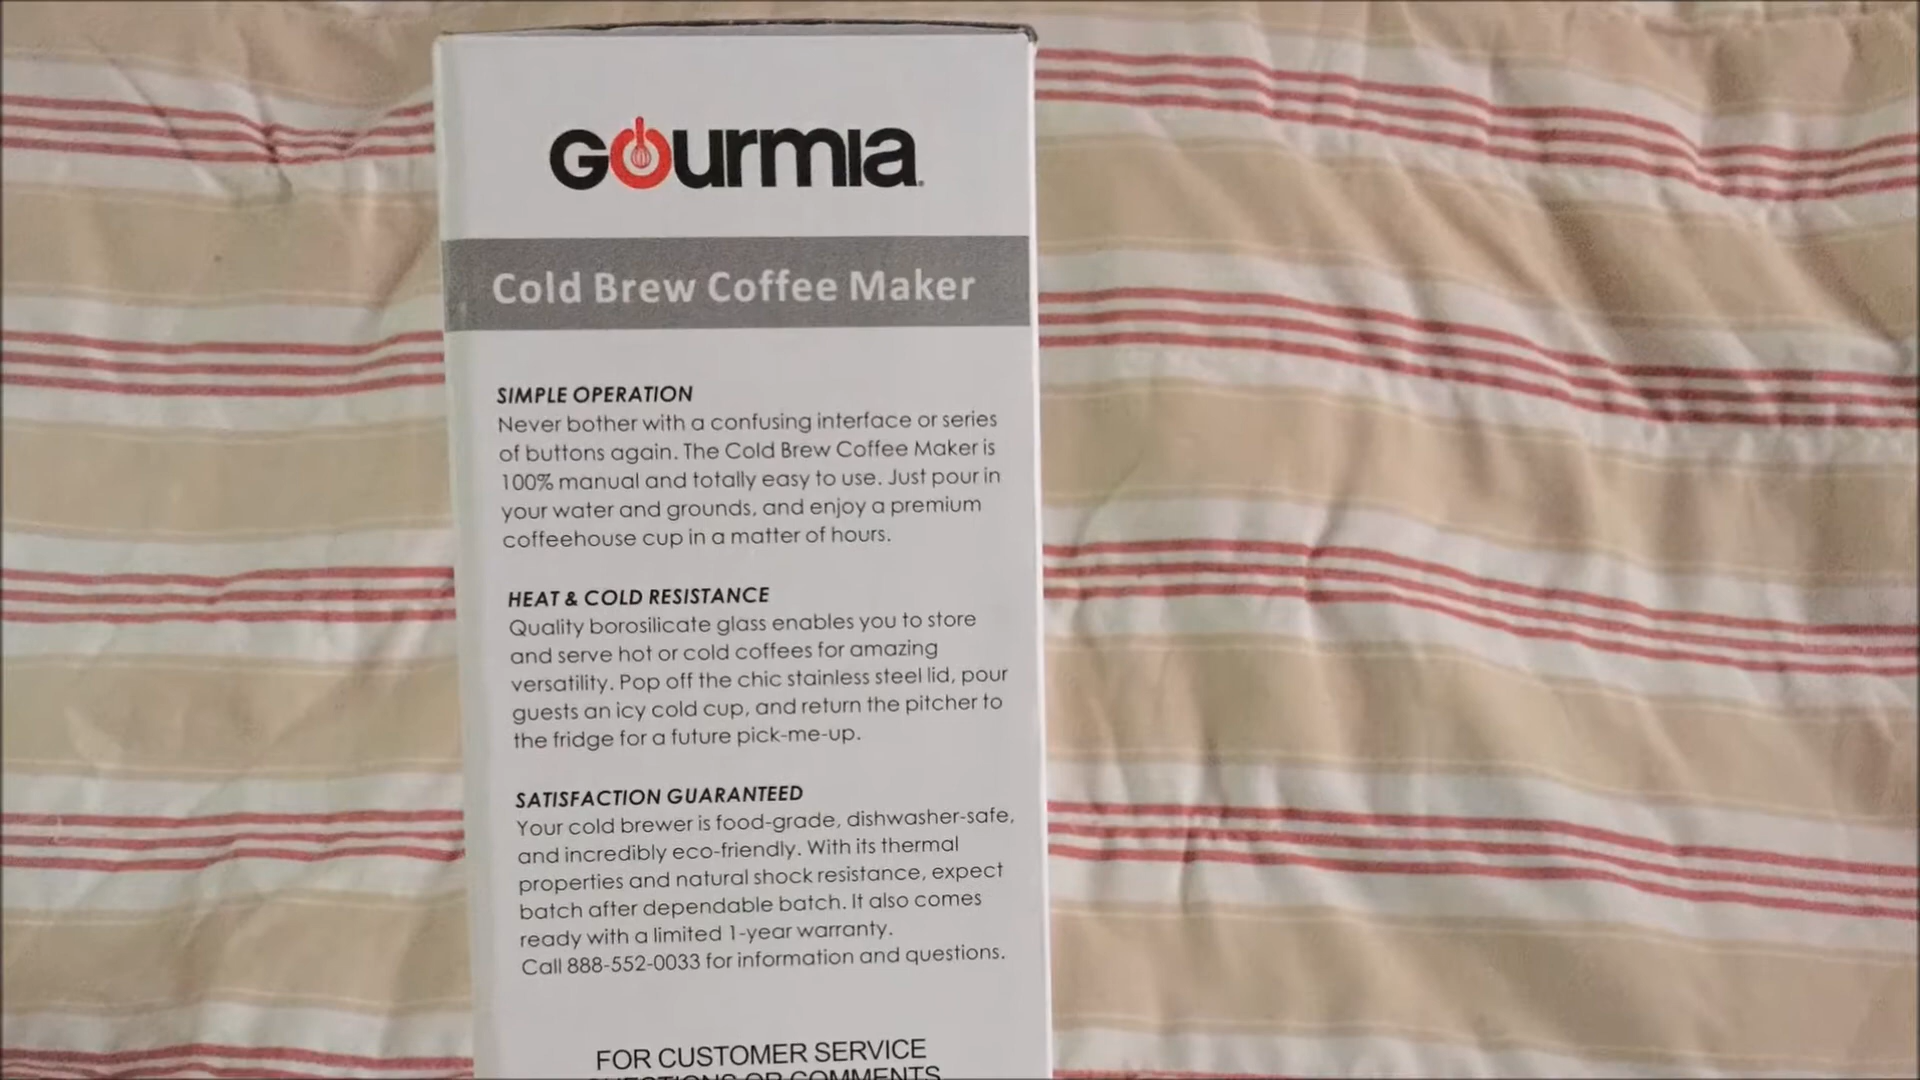 Gourmia
Cold Brew Coffee Maker
SIMPLE OPERATION
Never bother with a confusing interface or series
of buttons again. The Cold Brew Coffee Maker is
100% manual and totally easy to use. Just pour in
your water and grounds, and enjoy a premium
coffeehouse cup in a matter of hours.
HEAT & COLD RESISTANCE
Quality borosilicate glass enables you to store
and serve hot or cold coffees for amazing
versatility. Pop off the chic stainless steel lid, pour
guests an icy cold cup, and return the pitcher to
the fridge for a future pick-me-up.
SATISFACTION GUARANTEED
Your cold brewer is food-grade, dishwasher-safe,
and incredibly eco-friendly. With its thermal
properties and natural shock resistance, expect
batch after dependable batch. It also comes
ready with a limited 1-year warranty.
Call 888-552-0033 for information and questions.
FOR CUSTOMER SERVICE
QUESTIONS OR COMMENTS